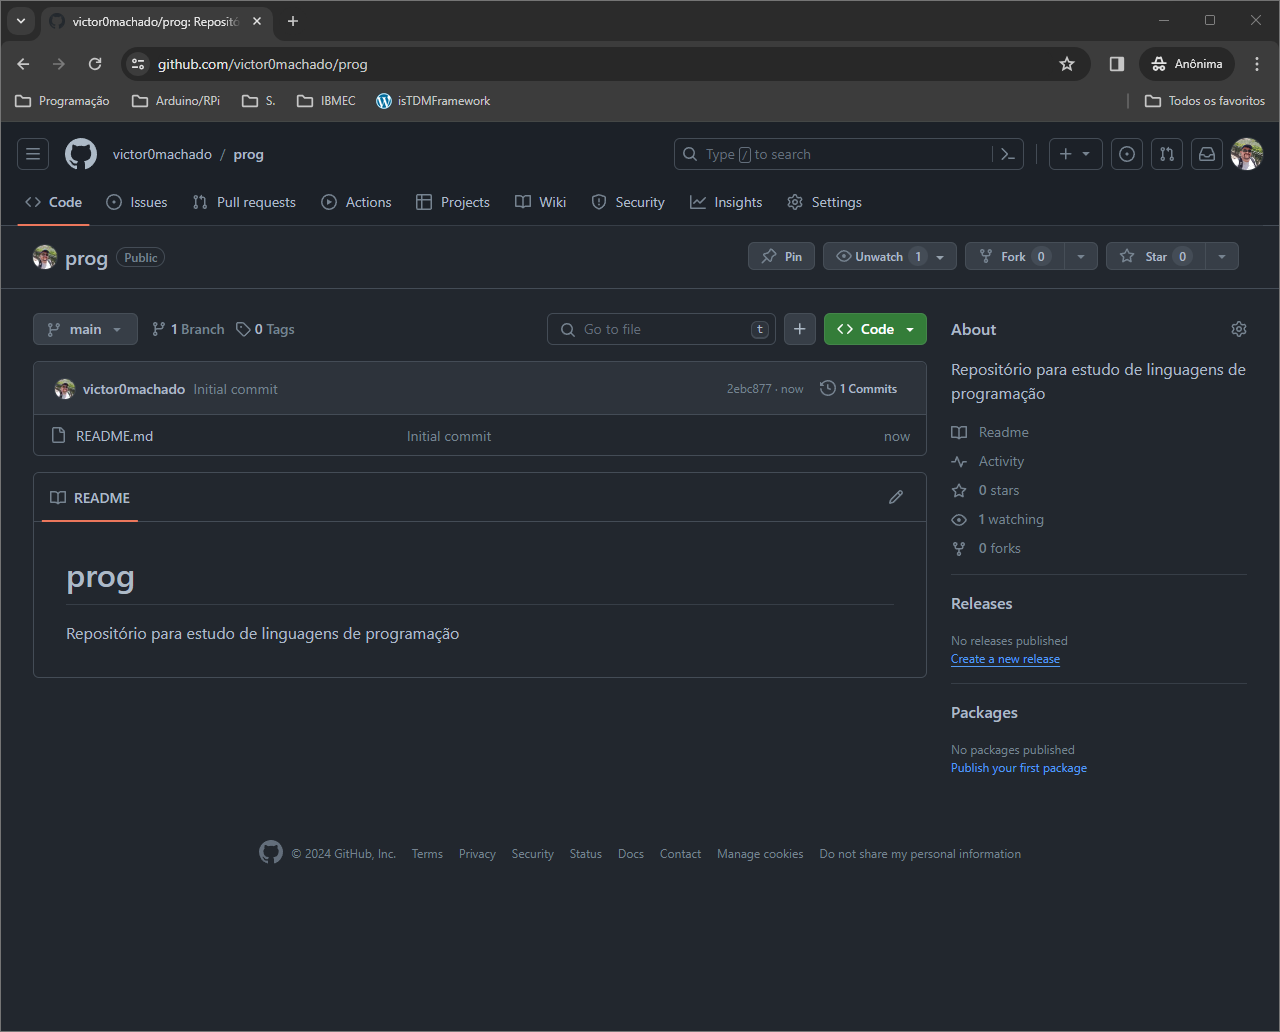 victor0machado/prog: Repositó
github.com/victor0machado/prog
Anônima
Programação
Arduino/RPi
S.
IBMEC
isTDMFramework
Todos os favoritos
victor0machado / prog
Type / to search
Code
Issues
Pull requests
Actions
Projects
Wiki
Security
Insights
Settings
prog Public
Pin
Unwatch 1
Fork 0
Star 0
main
1 Branch
0 Tags
Go to file t
Code
victor0machado Initial commit
2ebc877 · now
1 Commits
README.md
Initial commit
now
README
prog
Repositório para estudo de linguagens de programação
About
Repositório para estudo de linguagens de
programação
Readme
Activity
0 stars
1 watching
0 forks
Releases
No releases published
Create a new release
Packages
No packages published
Publish your first package
© 2024 GitHub, Inc. Terms Privacy Security Status Docs Contact Manage cookies Do not share my personal information